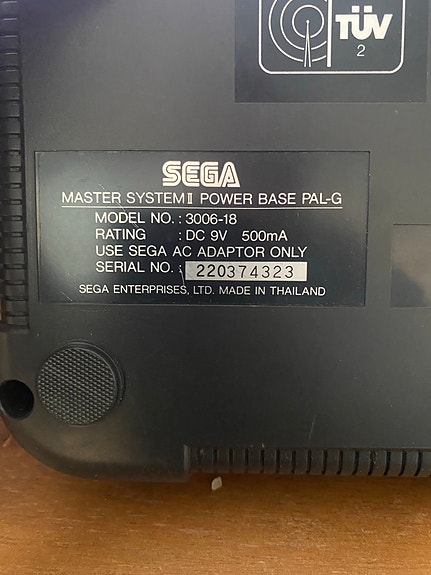 TÜV
2
SEGA
MASTER SYSTEM II POWER BASE PAL-G
MODEL NO. : 3006-18
RATING : DC 9V 500mA
USE SEGA AC ADAPTOR ONLY
SERIAL NO. : 220374323
SEGA ENTERPRISES, LTD. MADE IN THAILAND